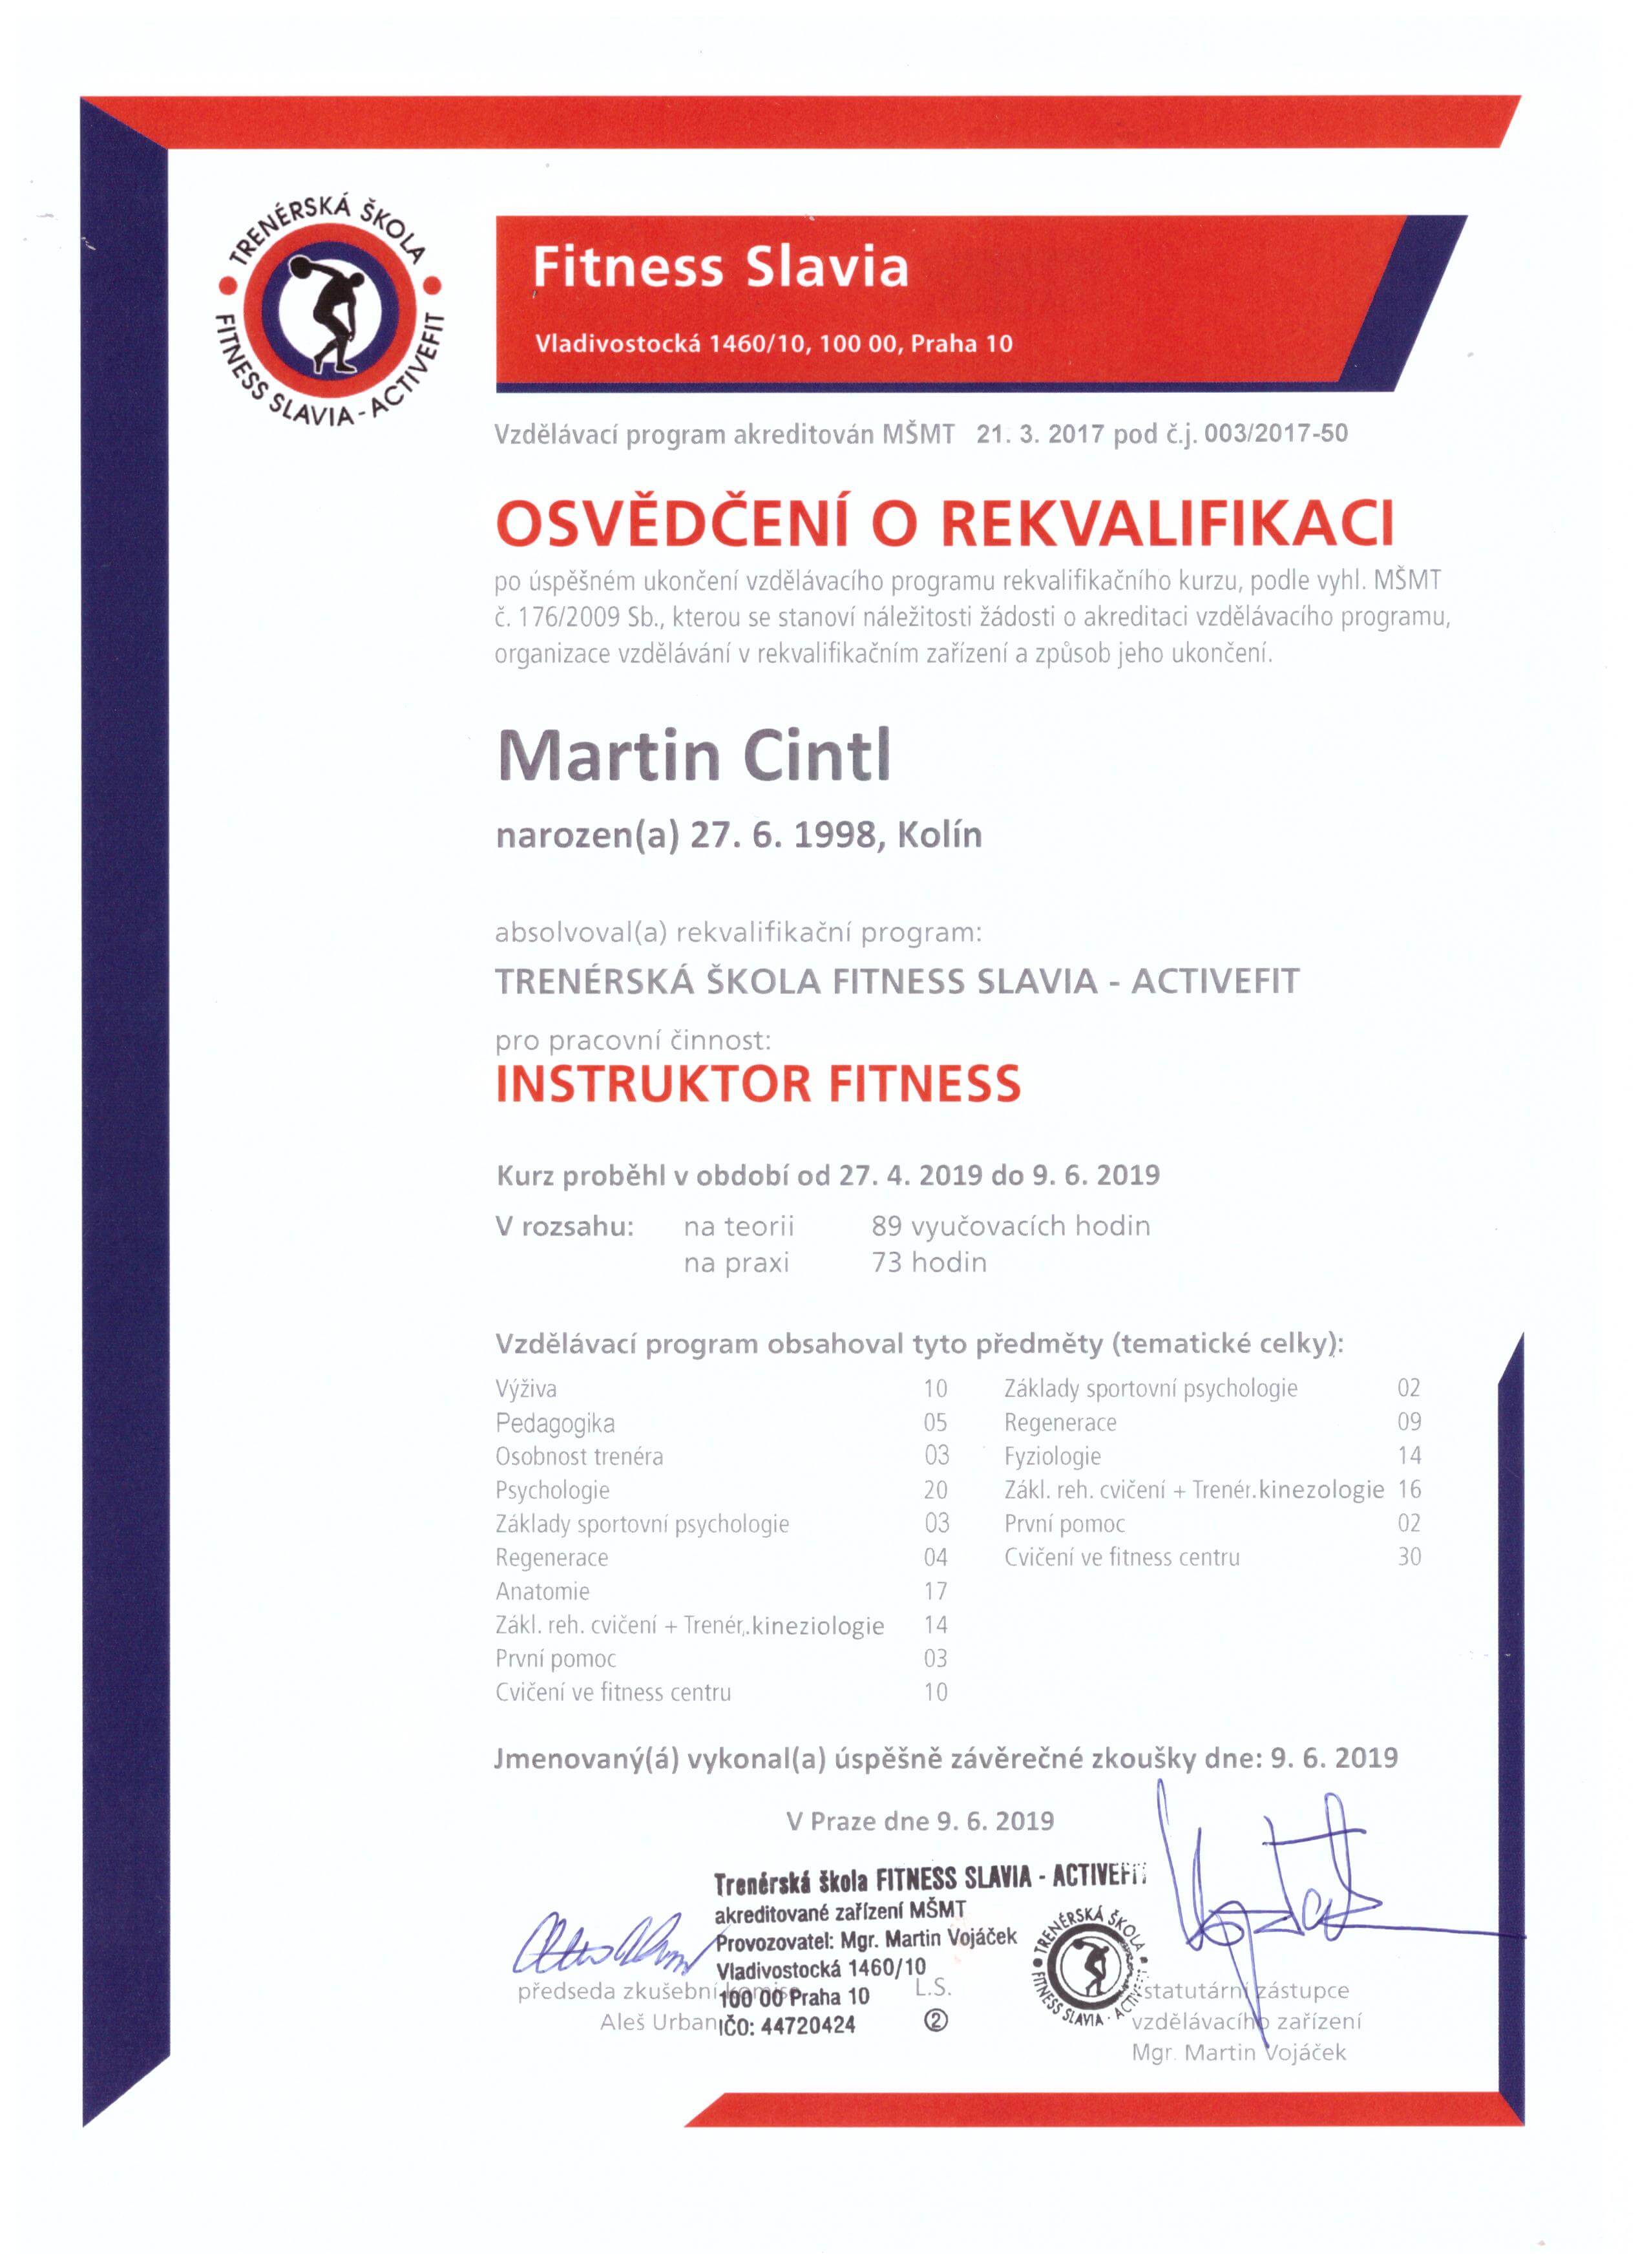 TRENÉRSKÁ ŠKOLA
FITNESS SLAVIA - ACTIVEFIT
Fitness Slavia
Vladivostocká 1460/10, 100 00, Praha 10
Vzdělávací program akreditován MŠMT 21. 3. 2017 pod č.j. 003/2017-50
OSVĚDČENÍ O REKVALIFIKACI
po úspěšném ukončení vzdělávacího programu rekvalifikačního kurzu, podle vyhl. MŠMT
č. 176/2009 Sb., kterou se stanoví náležitosti žádosti o akreditaci vzdělávacího programu,
organizace vzdělávání v rekvalifikačním zařízení a způsob jeho ukončení.
Martin Cintl
narozen(a) 27. 6. 1998, Kolín
absolvoval(a) rekvalifikační program:
TRENÉRSKÁ ŠKOLA FITNESS SLAVIA - ACTIVEFIT
pro pracovní činnost:
INSTRUKTOR FITNESS
Kurz proběhl v období od 27. 4. 2019 do 9. 6. 2019
V rozsahu: na teorii 89 vyučovacích hodin
na praxi 73 hodin
Vzdělávací program obsahoval tyto předměty (tematické celky):
Výživa 10 Základy sportovní psychologie 02
Pedagogika 05 Regenerace 09
Osobnost trenéra 03 Fyziologie 14
Psychologie 20 Zákl. reh. cvičení + Trenér.kinezologie 16
Základy sportovní psychologie 03 První pomoc 02
Regenerace 04 Cvičení ve fitness centru 30
Anatomie 17
Zákl. reh. cvičení + Trenér,.kineziologie 14
První pomoc 03
Cvičení ve fitness centru 10
Jmenovaný(á) vykonal(a) úspěšně závěrečné zkoušky dne: 9. 6. 2019
V Praze dne 9. 6. 2019
Trenérská škola FITNESS SLAVIA - ACTIVEFIT
akreditované zařízení MŠMT
Provozovatel: Mgr. Martin Vojáček
Vladivostocká 1460/10
100 00 Praha 10
IČO: 44720424
L.S.
②
TRENÉRSKÁ ŠKOLA
FITNESS SLAVIA - 
předseda zkušební
Aleš Urban
statutární zástupce
vzdělávacího zařízení
Mgr. Martin Vojáček